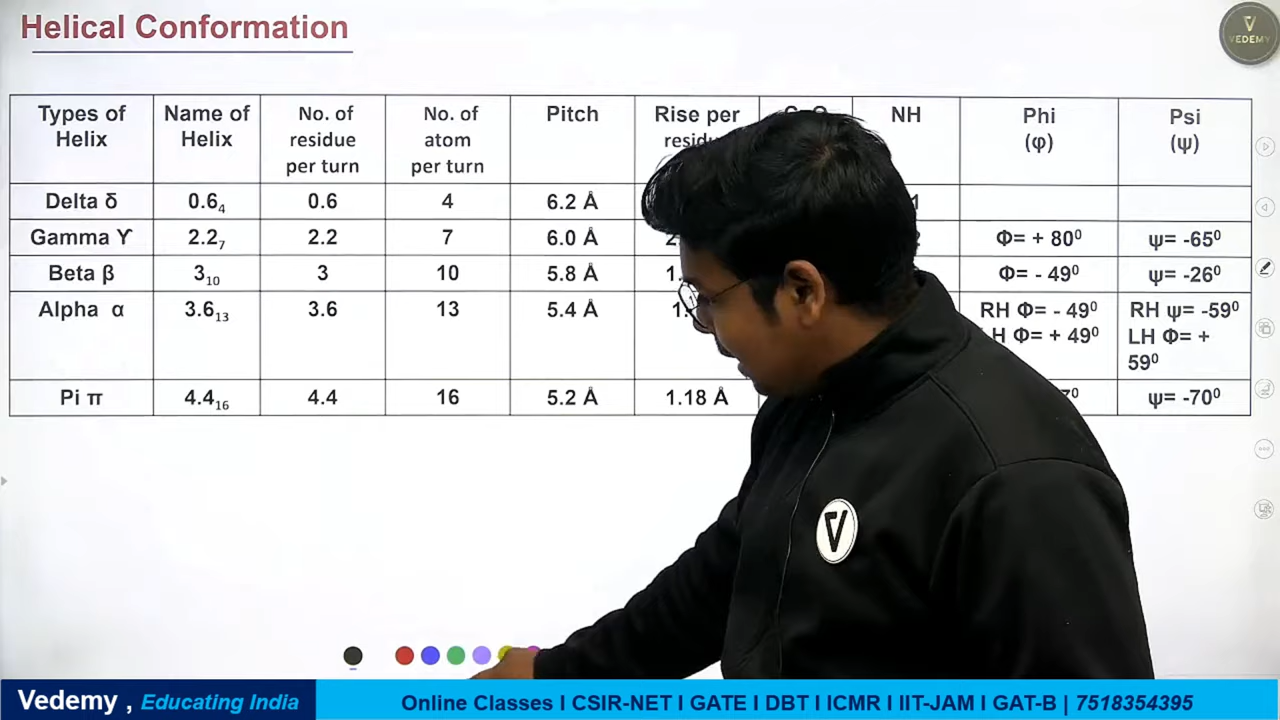 Helical Conformation
VEDEMY
Types of Helix | Name of Helix | No. of residue per turn | No. of atom per turn | Pitch | Rise per | NH | Phi (φ) | Psi (ψ)
Delta δ | 0.6₄ | 0.6 | 4 | 6.2 Å
Gamma ϒ | 2.2₇ | 2.2 | 7 | 6.0 Å | Φ= + 80⁰ | ψ= -65⁰
Beta β | 3₁₀ | 3 | 10 | 5.8 Å | Φ= - 49⁰ | ψ= -26⁰
Alpha α | 3.6₁₃ | 3.6 | 13 | 5.4 Å | RH Φ= - 49⁰ | RH ψ= -59⁰
Φ= + 49⁰ | LH Φ= + 59⁰
Pi π | 4.4₁₆ | 4.4 | 16 | 5.2 Å | 1.18 Å | ψ= -70⁰
Vedemy , Educating India
Online Classes I CSIR-NET I GATE I DBT I ICMR I IIT-JAM I GAT-B | 7518354395